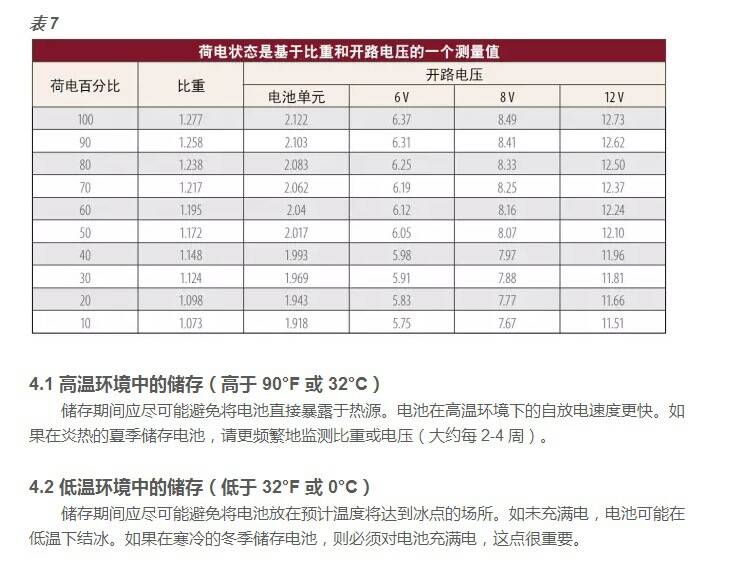 表 7
荷电状态是基于比重和开路电压的一个测量值
荷电百分比 比重 开路电压
电池单元 6 V 8 V 12 V
100 1.277 2.122 6.37 8.49 12.73
90 1.258 2.103 6.31 8.41 12.62
80 1.238 2.083 6.25 8.33 12.50
70 1.217 2.062 6.19 8.25 12.37
60 1.195 2.04 6.12 8.16 12.24
50 1.172 2.017 6.05 8.07 12.10
40 1.148 1.993 5.98 7.97 11.96
30 1.124 1.969 5.91 7.88 11.81
20 1.098 1.943 5.83 7.77 11.66
10 1.073 1.918 5.75 7.67 11.51
4.1 高温环境中的储存（高于 90°F 或 32°C）
储存期间应尽可能避免将电池直接暴露于热源。电池在高温环境下的自放电速度更快。如
果在炎热的夏季储存电池，请更频繁地监测比重或电压（大约每 2-4 周）。
4.2 低温环境中的储存（低于 32°F 或 0°C）
储存期间应尽可能避免将电池放在预计温度将达到冰点的场所。如未充满电，电池可能在
低温下结冰。如果在寒冷的冬季储存电池，则必须对电池充满电，这点很重要。